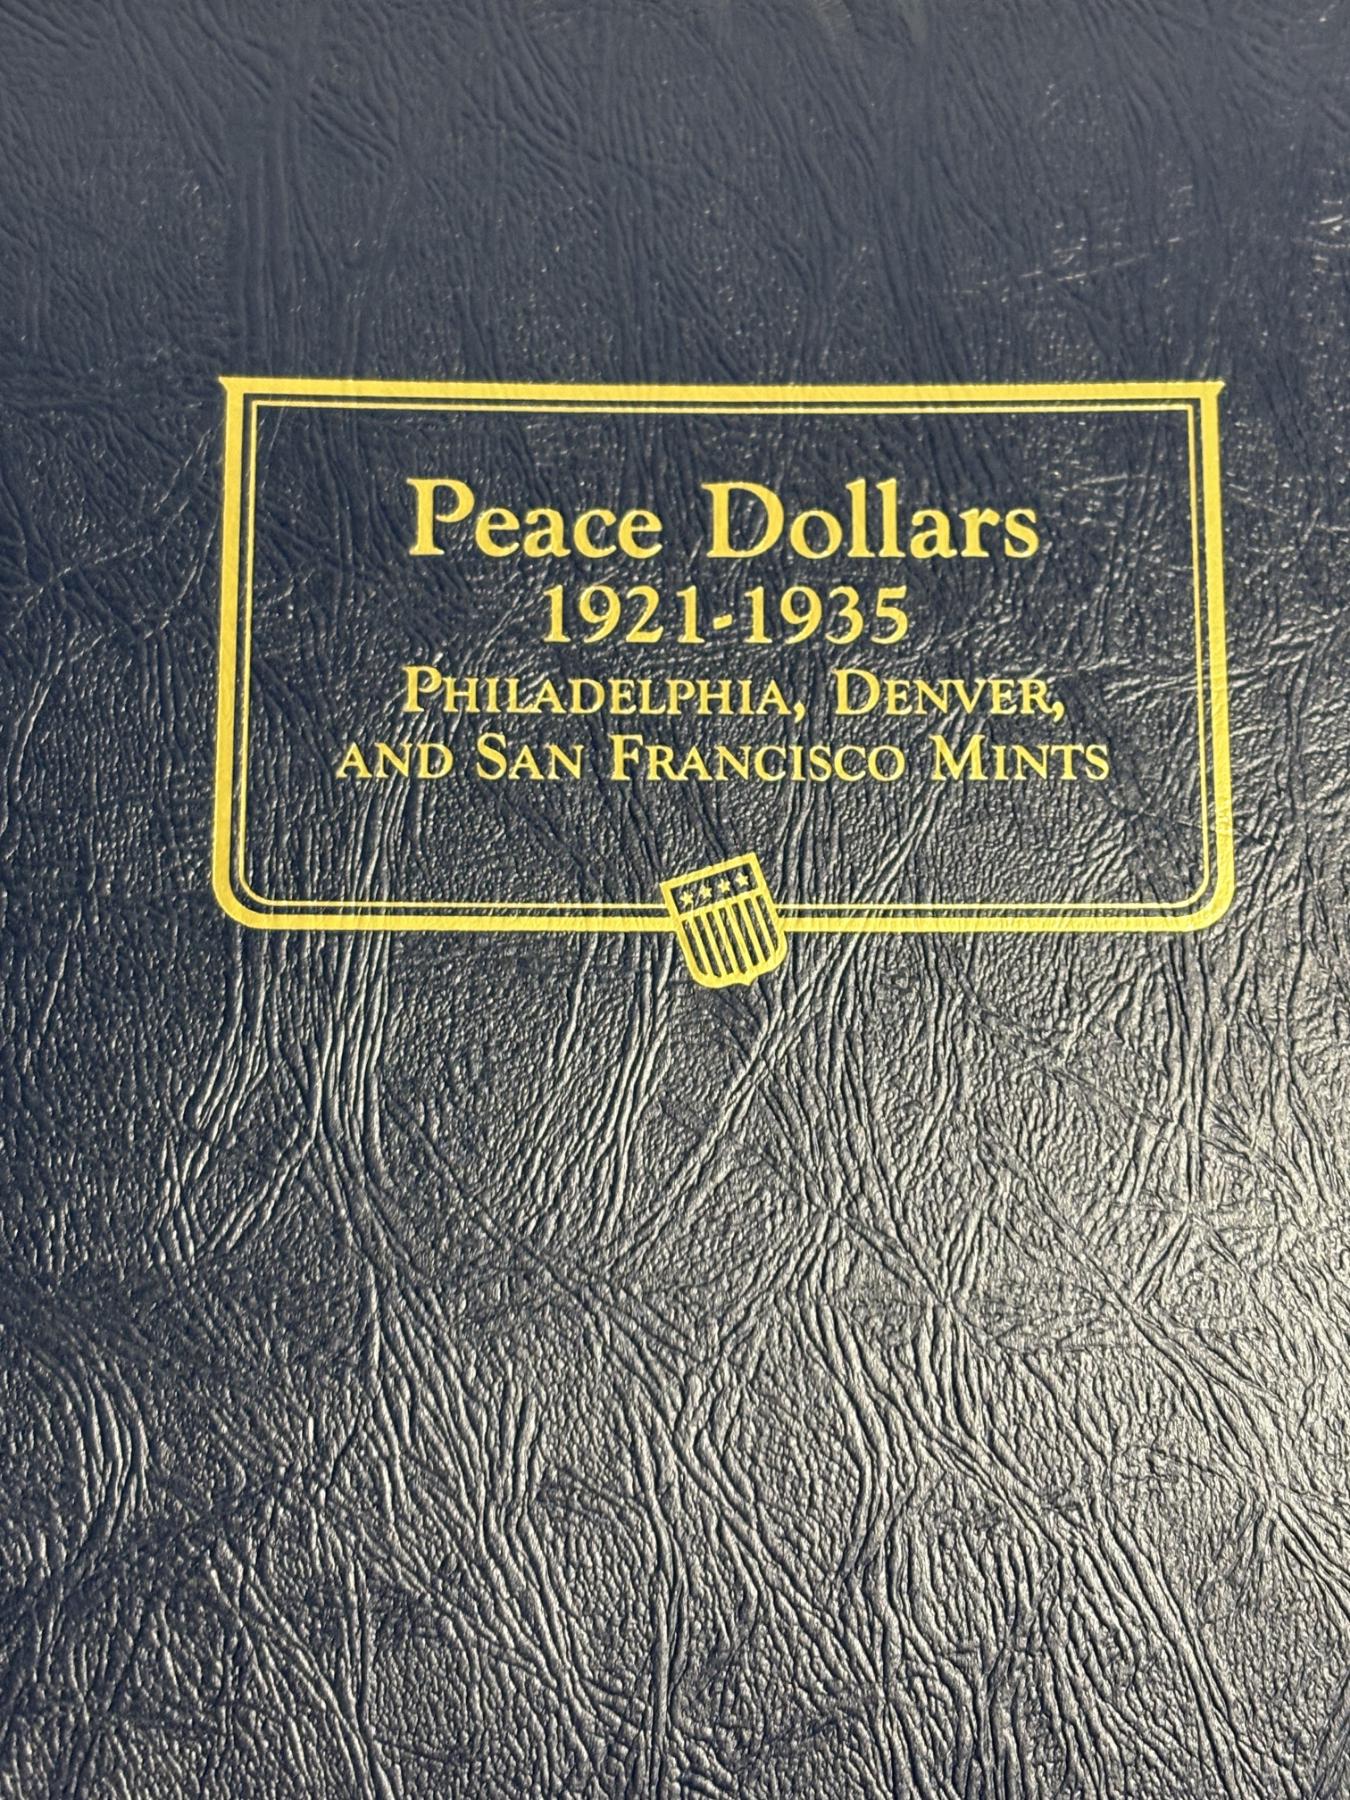 Peace Dollars
1921-1935
Philadelphia, Denver,
and San Francisco Mints